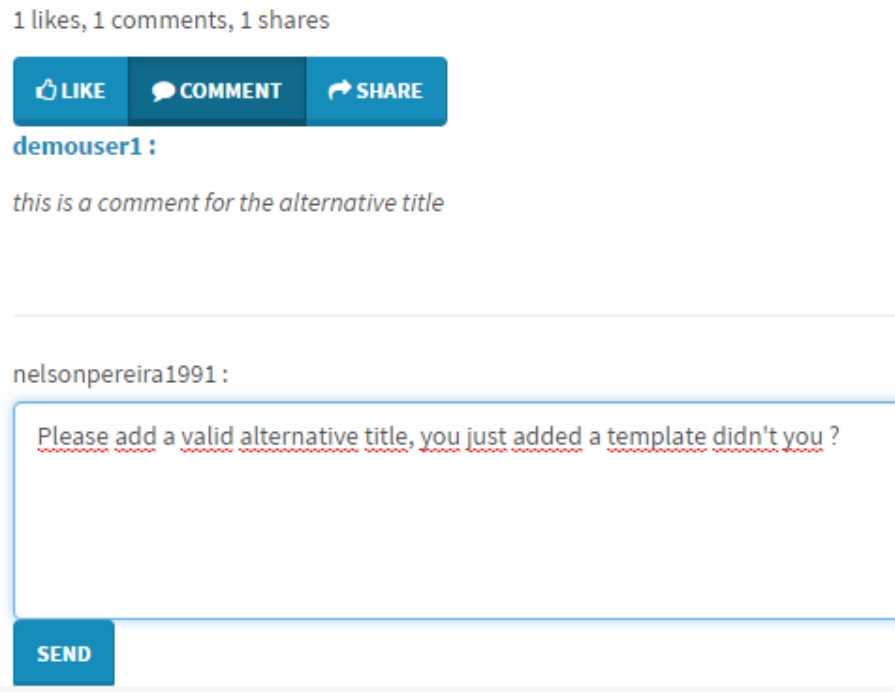 1 likes, 1 comments, 1 shares
LIKE COMMENT SHARE
demouser1 :
this is a comment for the alternative title
nelsonpereira1991 :
Please add a valid alternative title, you just added a template didn't you ?
SEND